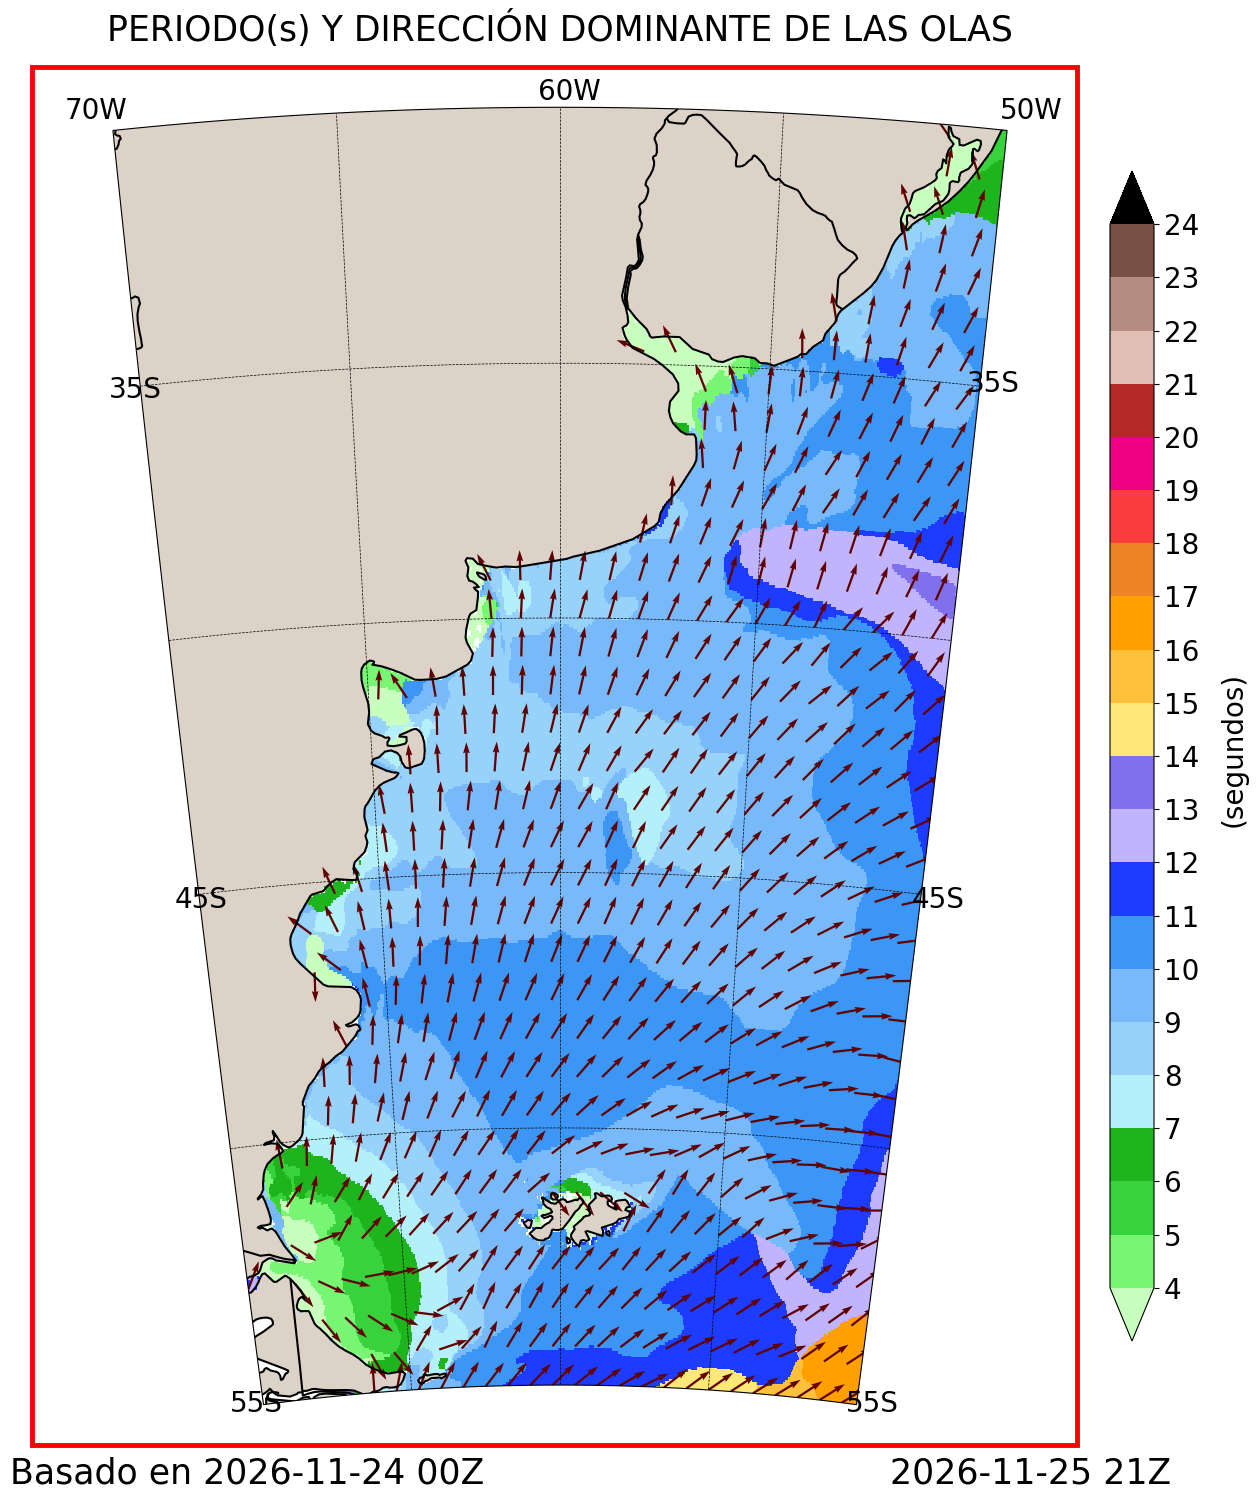 PERIODO(s) Y DIRECCIÓN DOMINANTE DE LAS OLAS
70W
60W
50W
35S
35S
45S
45S
55S
55S
24
23
22
21
20
19
18
17
16
15
14
13
12
11
10
9
8
7
6
5
4
(segundos)
Basado en 2026-11-24 00Z
2026-11-25 21Z